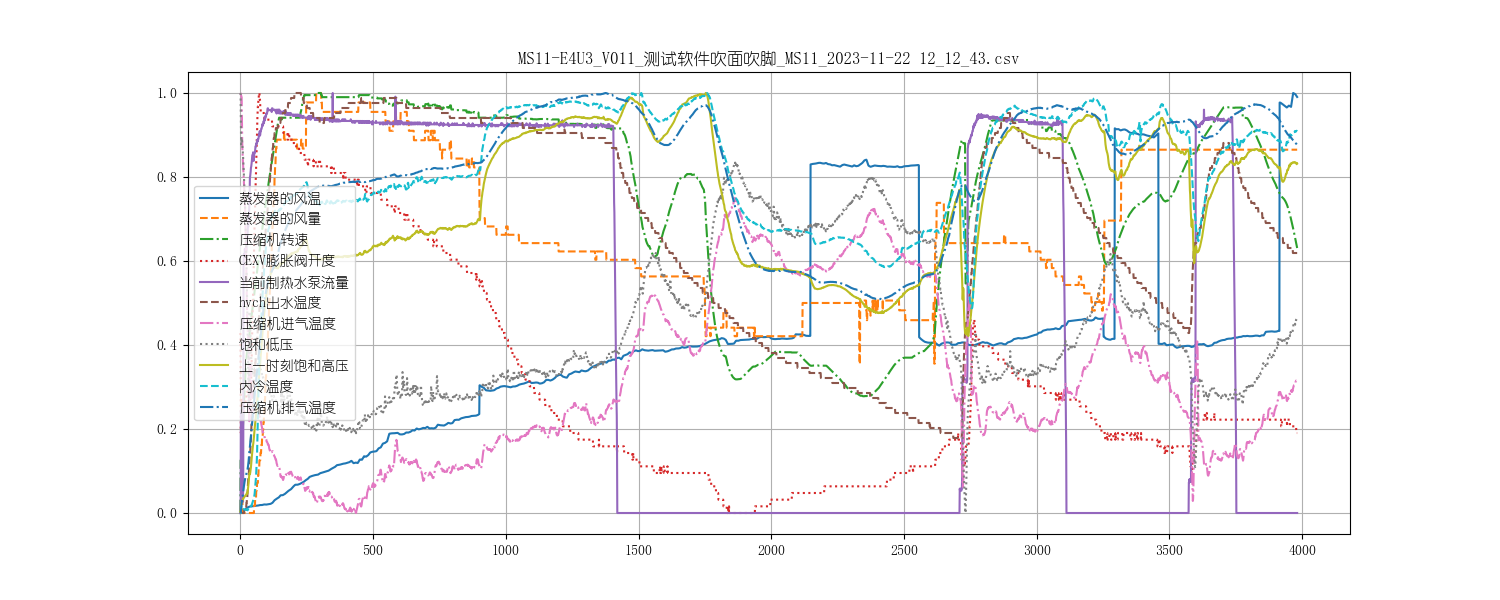 MS11-E4U3_V011_测试软件吹面吹脚_MS11_2023-11-22 12_12_43.csv
1.0
0.8
0.6
0.4
0.2
0.0
蒸发器的风温
蒸发器的风量
压缩机转速
CEXV膨胀阀开度
当前制热水泵流量
hvch出水温度
压缩机进气温度
饱和低压
上一时刻饱和高压
内冷温度
压缩机排气温度
0 500 1000 1500 2000 2500 3000 3500 4000